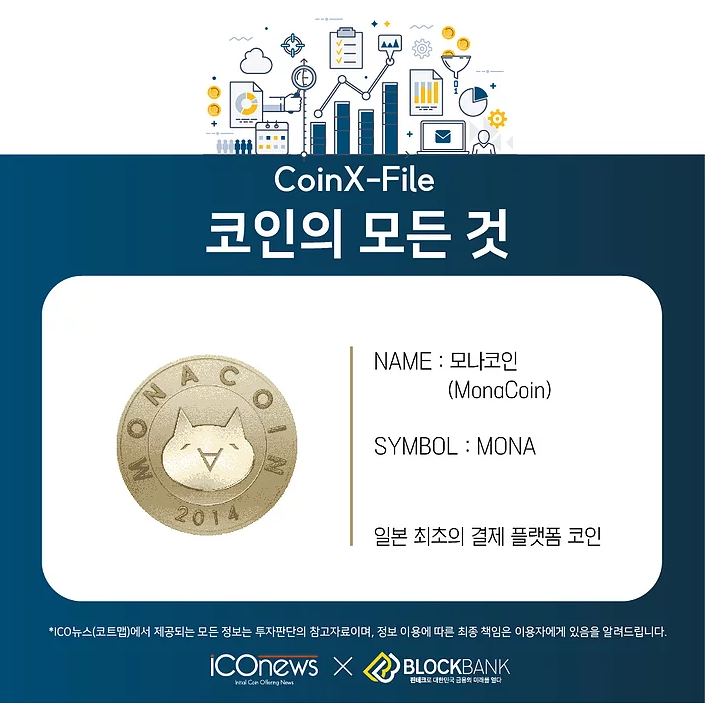 CoinX-File
코인의 모든 것
MONACOIN
2014
NAME : 모나코인
(MonaCoin)
SYMBOL : MONA
일본 최초의 결제 플랫폼 코인
*ICO뉴스(코트맵)에서 제공되는 모든 정보는 투자판단의 참고자료이며, 정보 이용에 따른 최종 책임은 이용자에게 있음을 알려드립니다.
ICOnews × BLOCKBANK
Initial Coin Offering News
핀테크로 대한민국 금융의 미래를 열다